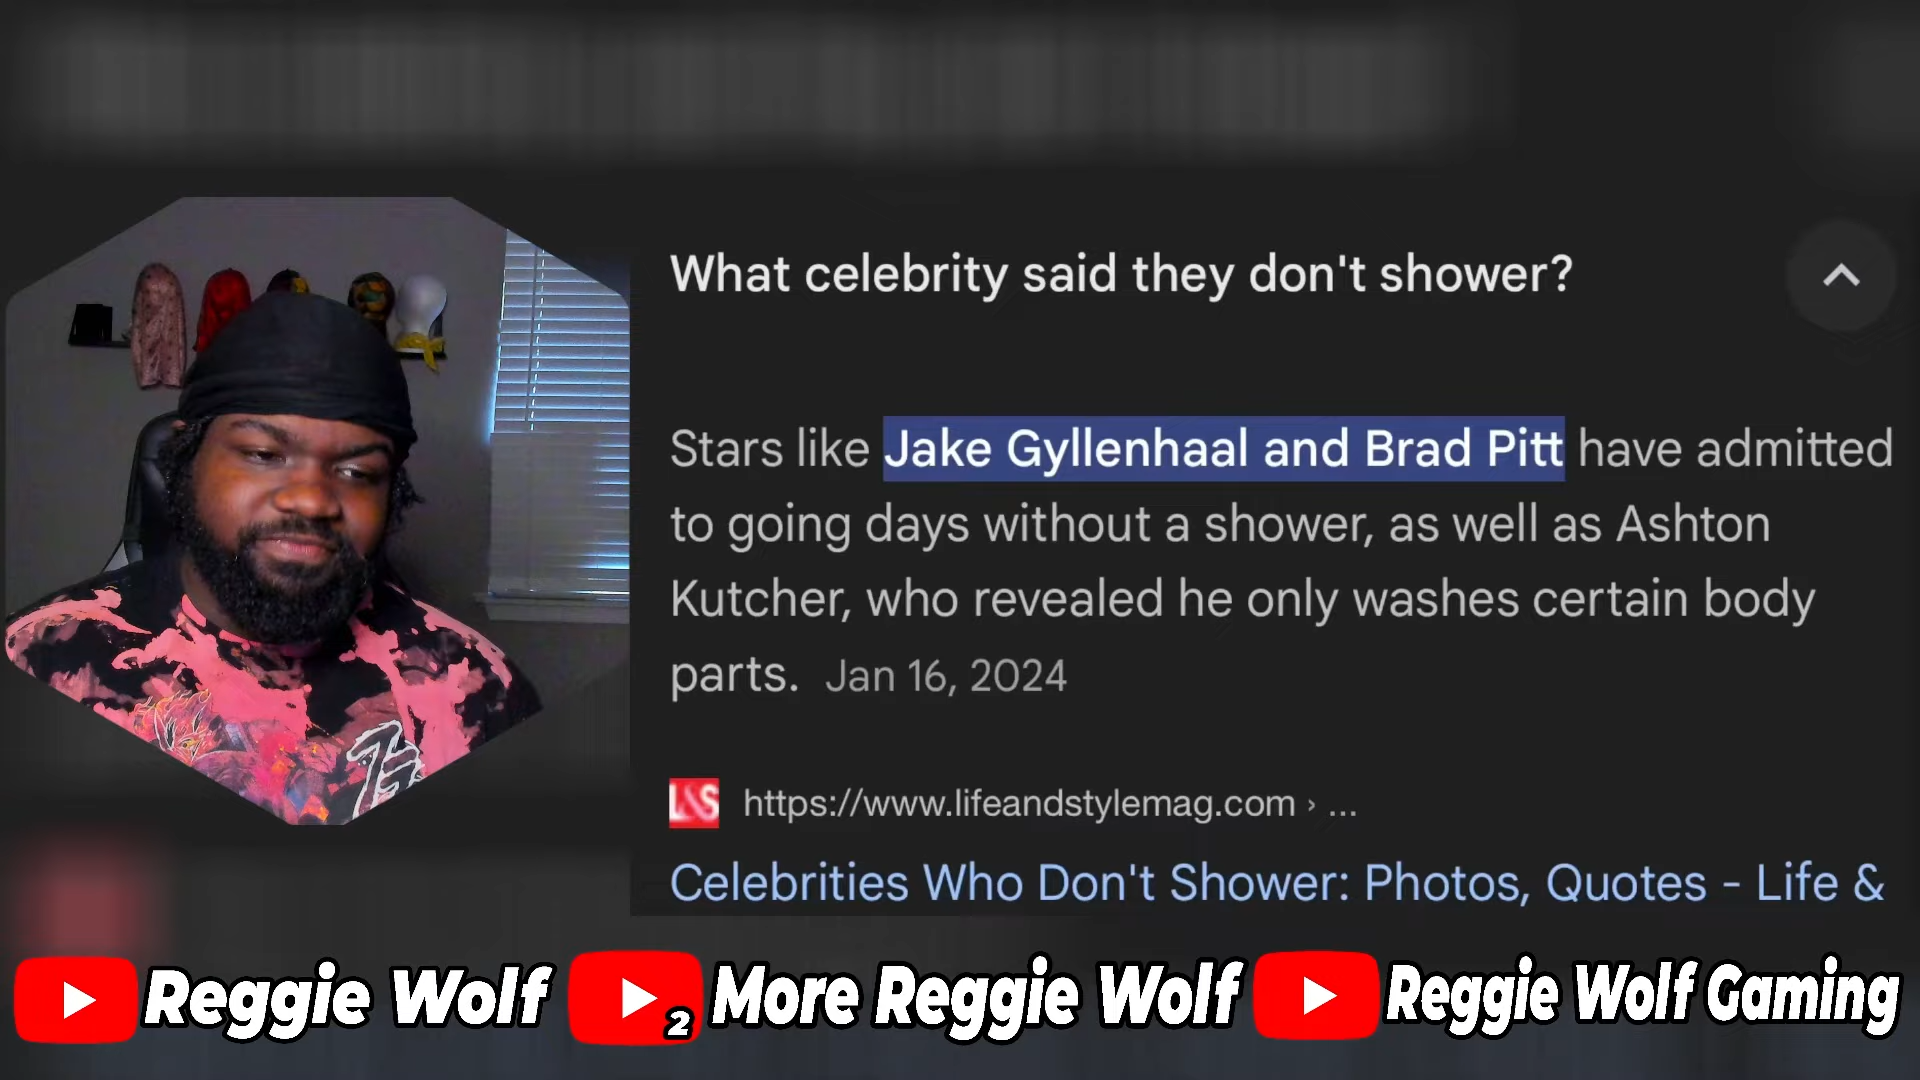 What celebrity said they don't shower?
Stars like Jake Gyllenhaal and Brad Pitt have admitted
to going days without a shower, as well as Ashton
Kutcher, who revealed he only washes certain body
parts. Jan 16, 2024
L&S https://www.lifeandstylemag.com › ...
Celebrities Who Don't Shower: Photos, Quotes - Life &
Reggie Wolf 2 More Reggie Wolf Reggie Wolf Gaming